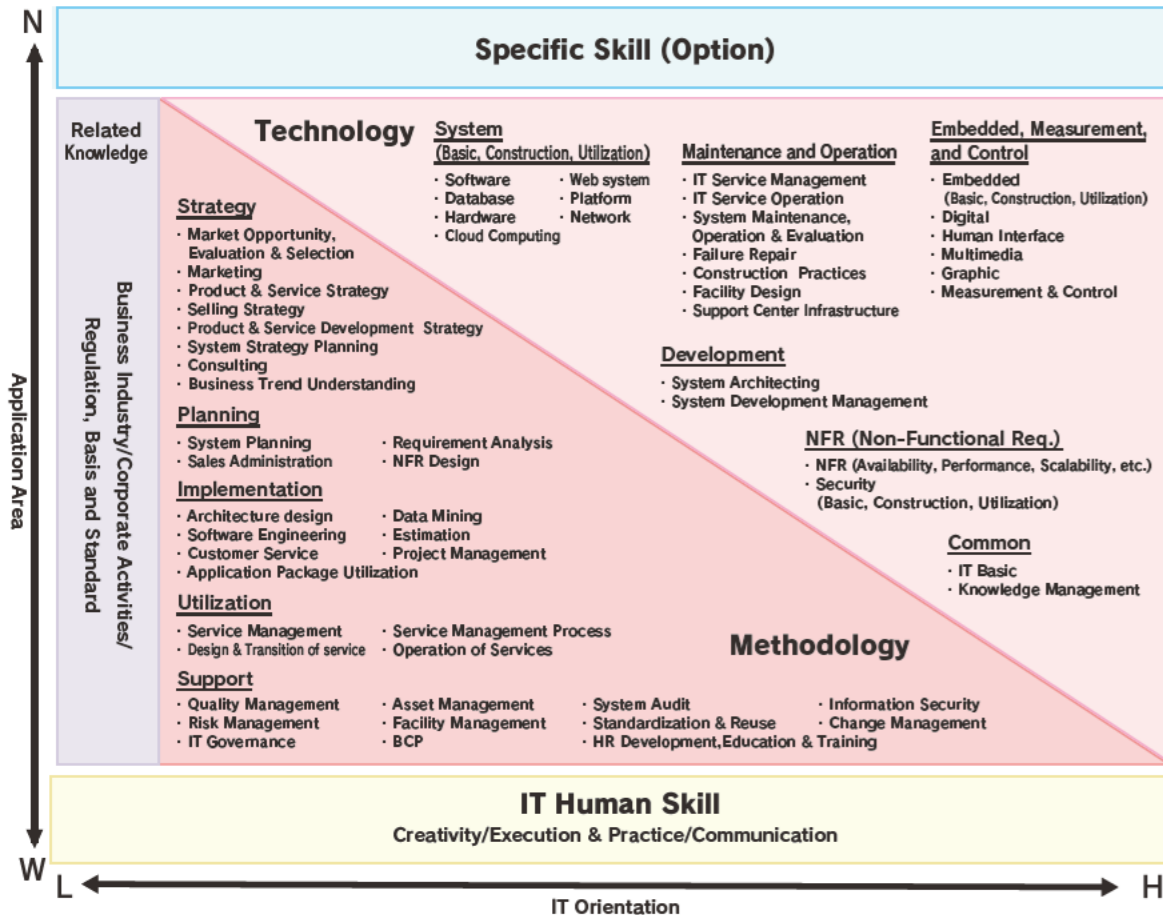 N
Specific Skill (Option)
Related
Knowledge
Business Industry/Corporate Activities/
Regulation, Basis and Standard
Technology
System
(Basic, Construction, Utilization)
· Software
· Web system
· Database
· Platform
· Hardware
· Network
· Cloud Computing
Maintenance and Operation
· IT Service Management
· IT Service Operation
· System Maintenance,
Operation & Evaluation
· Failure Repair
· Construction Practices
· Facility Design
· Support Center Infrastructure
Embedded, Measurement,
and Control
· Embedded
(Basic, Construction, Utilization)
· Digital
· Human Interface
· Multimedia
· Graphic
· Measurement & Control
Development
· System Architecting
· System Development Management
NFR (Non-Functional Req.)
· NFR (Availability, Performance, Scalability, etc.)
· Security
(Basic, Construction, Utilization)
Common
· IT Basic
· Knowledge Management
Strategy
· Market Opportunity,
Evaluation & Selection
· Marketing
· Product & Service Strategy
· Selling Strategy
· Product & Service Development Strategy
· System Strategy Planning
· Consulting
· Business Trend Understanding
Planning
· System Planning
· Requirement Analysis
· Sales Administration
· NFR Design
Implementation
· Architecture design
· Data Mining
· Software Engineering
· Estimation
· Customer Service
· Project Management
· Application Package Utilization
Utilization
· Service Management
· Service Management Process
· Design & Transition of service
· Operation of Services
Methodology
Support
· Quality Management
· Asset Management
· System Audit
· Information Security
· Risk Management
· Facility Management
· Standardization & Reuse
· Change Management
· IT Governance
· BCP
· HR Development,Education & Training
IT Human Skill
Creativity/Execution & Practice/Communication
Application Area
W
L
H
IT Orientation